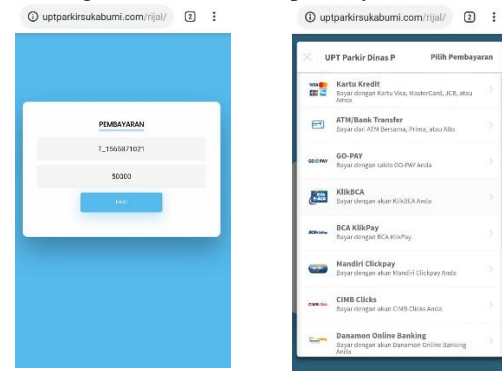 uptparkirsukabumi.com/rijal/
2
PEMBAYARAN
T_1565871021
50000
uptparkirsukabumi.com/rijal/
2
UPT Parkir Dinas P
Pilih Pembayaran
VISA
Kartu Kredit
Bayar dengan Kartu Visa, MasterCard, JCB, atau
Amex
ATM/Bank Transfer
Bayar dari ATM Bersama, Prima, atau Alto
GO-PAY
GO-PAY
Bayar dengan saldo GO-PAY Anda
KlikBCA
Bayar dengan akun KlikBCA Anda
BCA KlikPay
Bayar dengan BCA KlikPay
Mandiri Clickpay
Bayar dengan akun Mandiri Clickpay Anda
CIMB Clicks
Bayar dengan akun CIMB Clicks Anda
Danamon Online Banking
Bayar dengan akun Danamon Online Banking
Anda